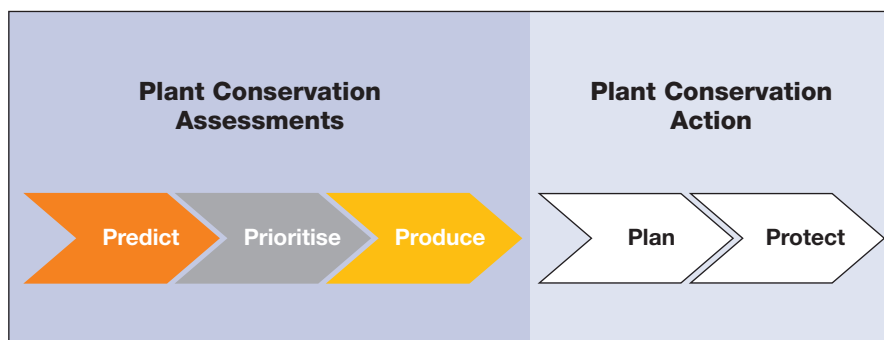 Plant Conservation
Assessments
Plant Conservation
Action
Predict
Prioritise
Produce
Plan
Protect